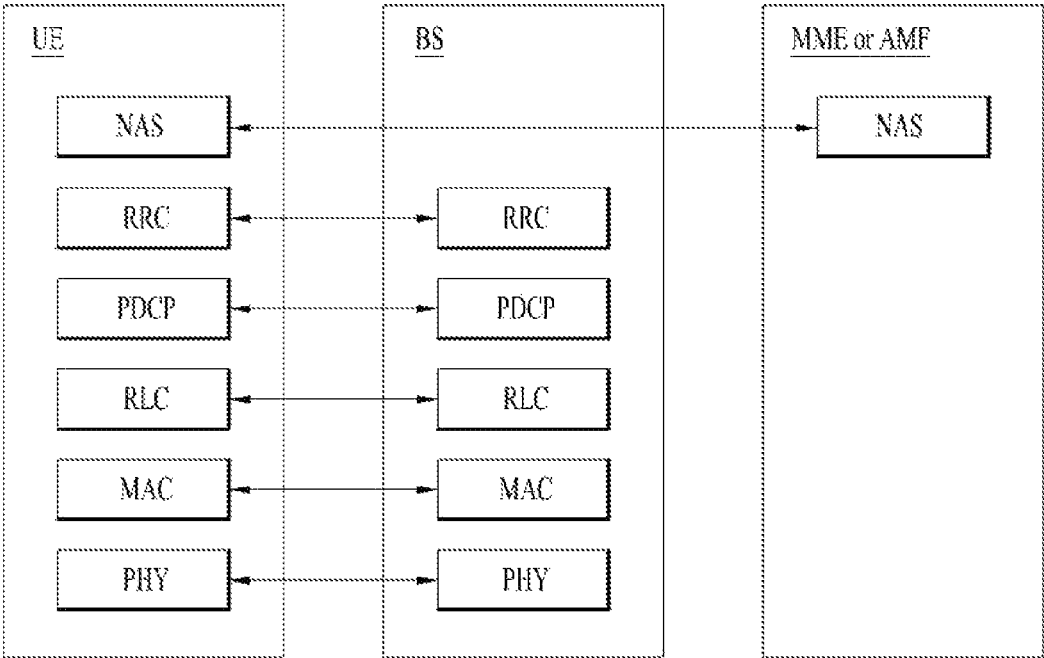 UE BS MME or AMF
NAS NAS
RRC RRC
PDCP PDCP
RLC RLC
MAC MAC
PHY PHY